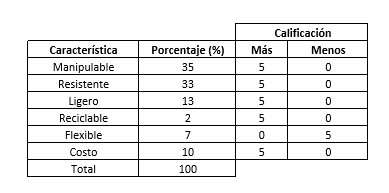 Calificación
Característica Porcentaje (%) Más Menos
Manipulable 35 5 0
Resistente 33 5 0
Ligero 13 5 0
Reciclable 2 5 0
Flexible 7 0 5
Costo 10 5 0
Total 100